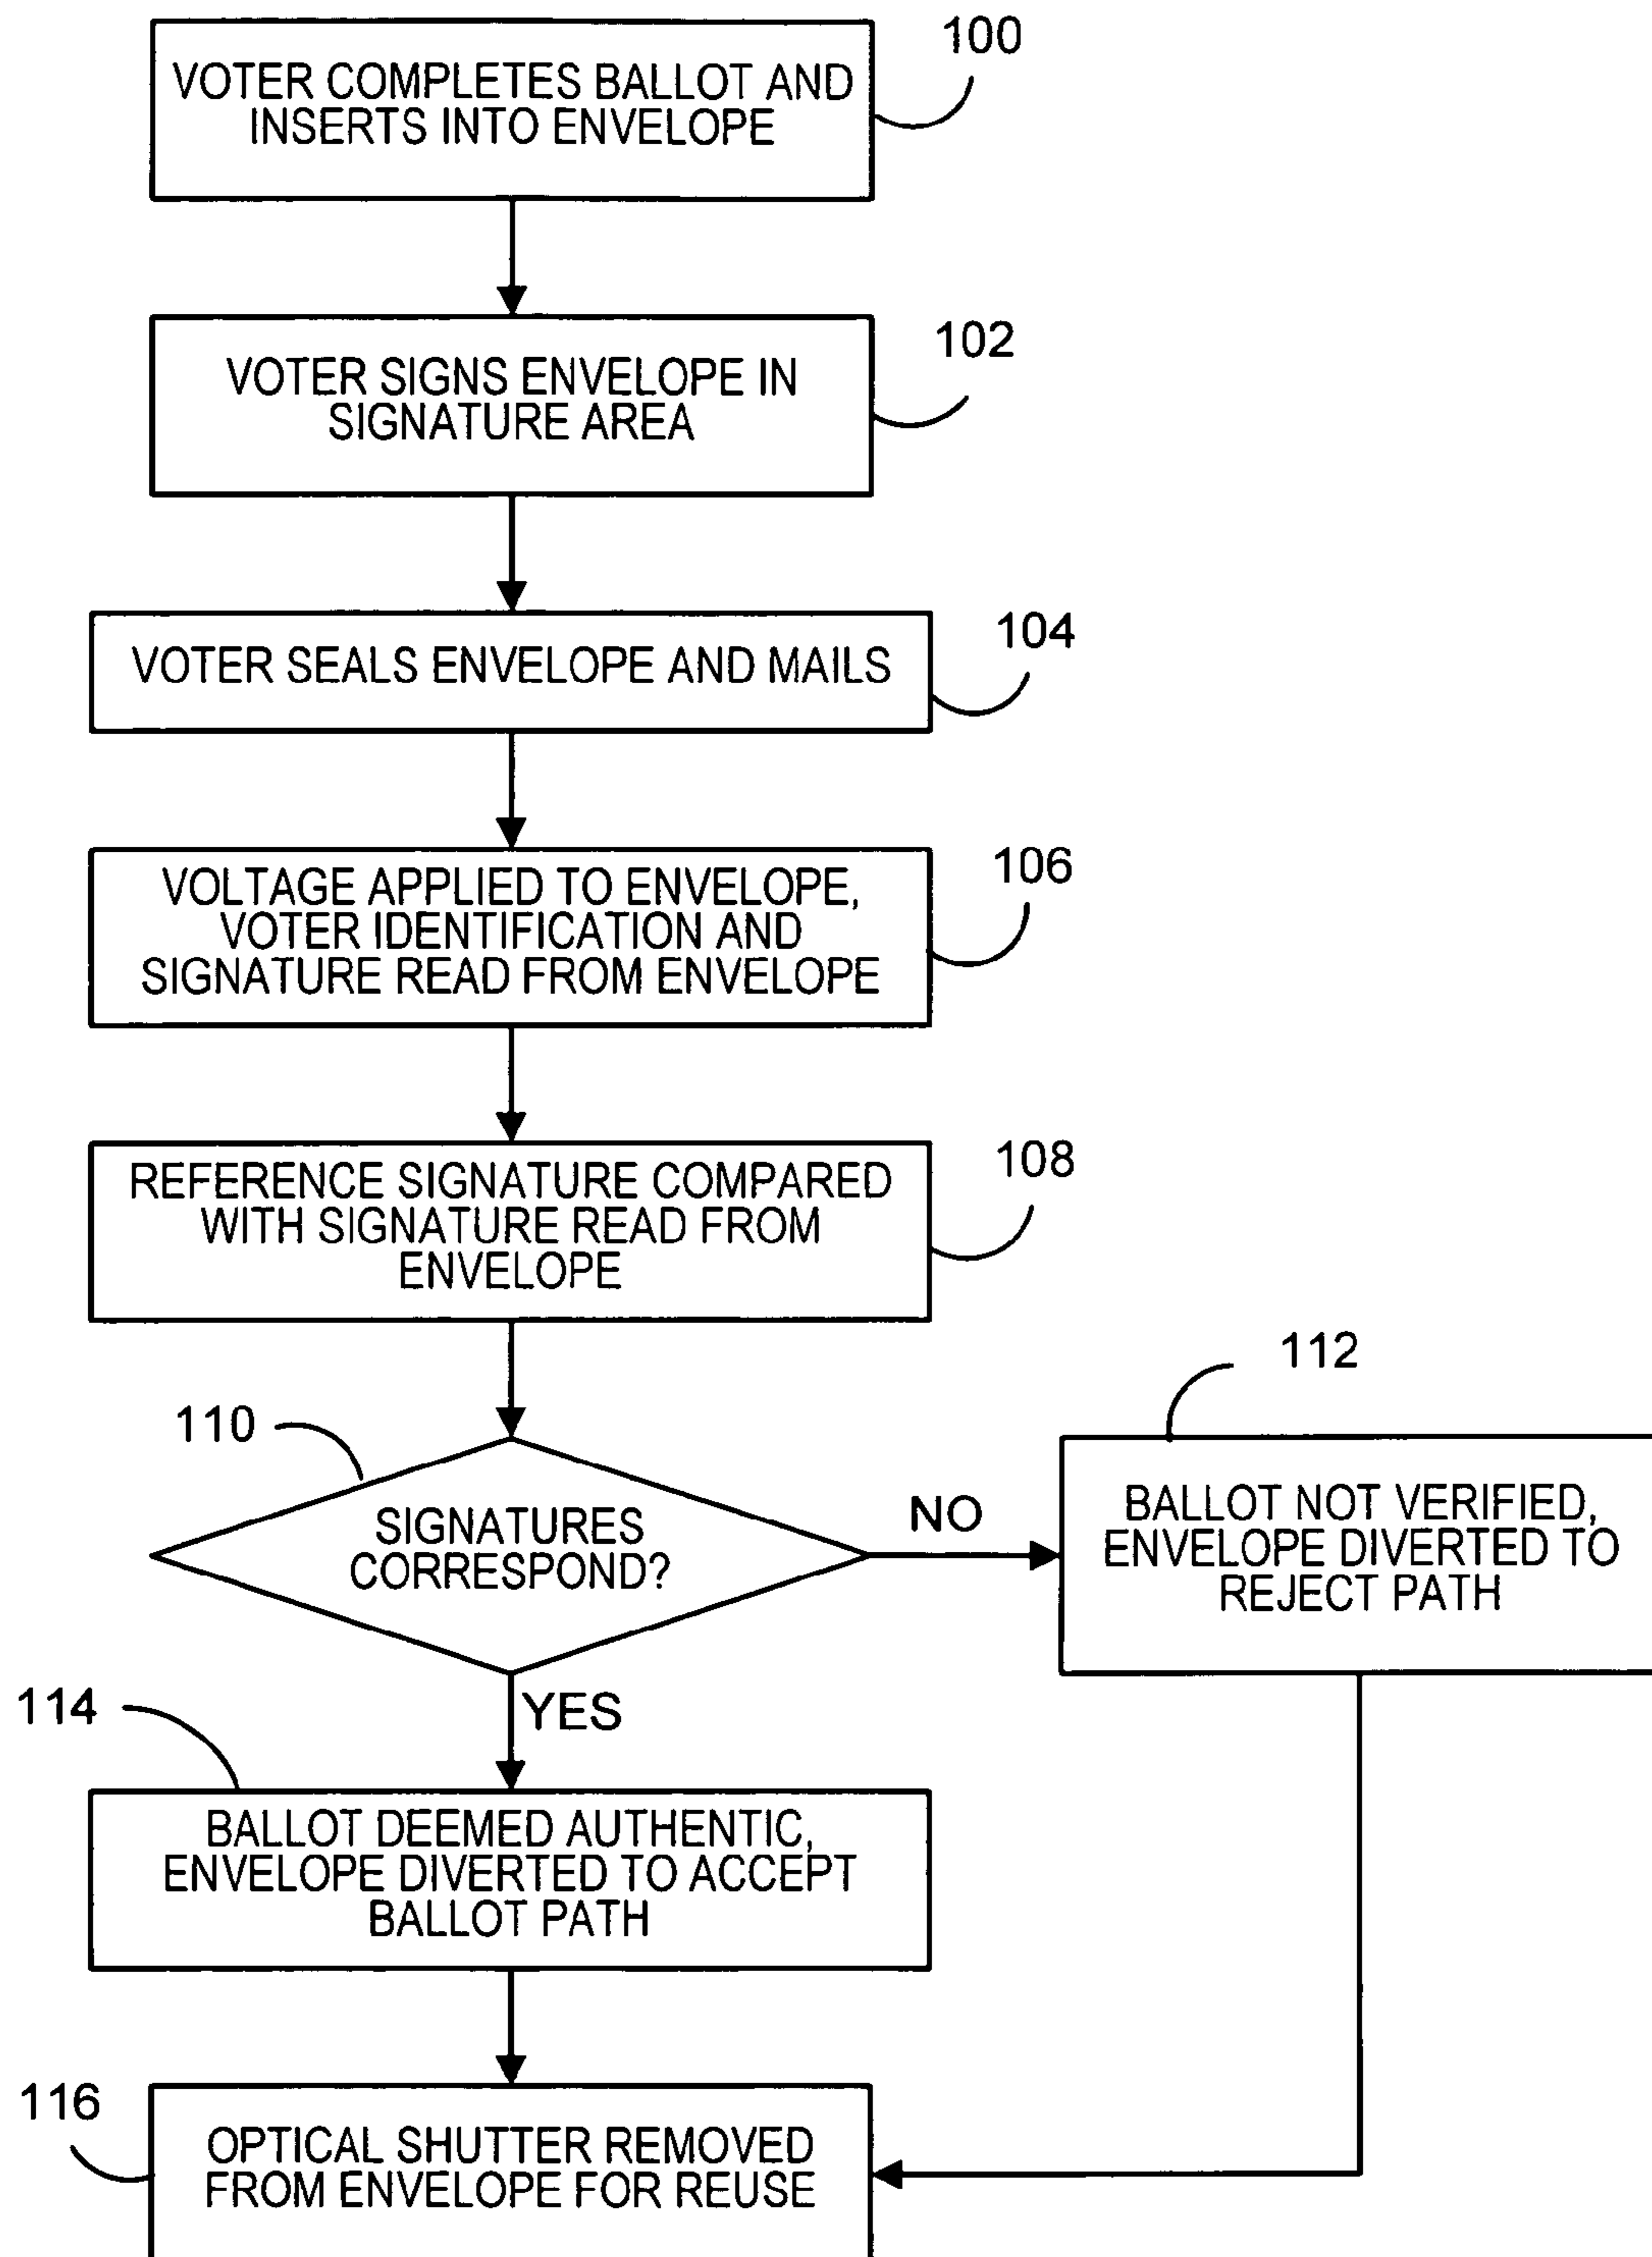 100
VOTER COMPLETES BALLOT AND
INSERTS INTO ENVELOPE
102
VOTER SIGNS ENVELOPE IN
SIGNATURE AREA
104
VOTER SEALS ENVELOPE AND MAILS
106
VOLTAGE APPLIED TO ENVELOPE,
VOTER IDENTIFICATION AND
SIGNATURE READ FROM ENVELOPE
108
REFERENCE SIGNATURE COMPARED
WITH SIGNATURE READ FROM
ENVELOPE
110
SIGNATURES
CORRESPOND?
NO
112
BALLOT NOT VERIFIED,
ENVELOPE DIVERTED TO
REJECT PATH
YES
114
BALLOT DEEMED AUTHENTIC,
ENVELOPE DIVERTED TO ACCEPT
BALLOT PATH
116
OPTICAL SHUTTER REMOVED
FROM ENVELOPE FOR REUSE